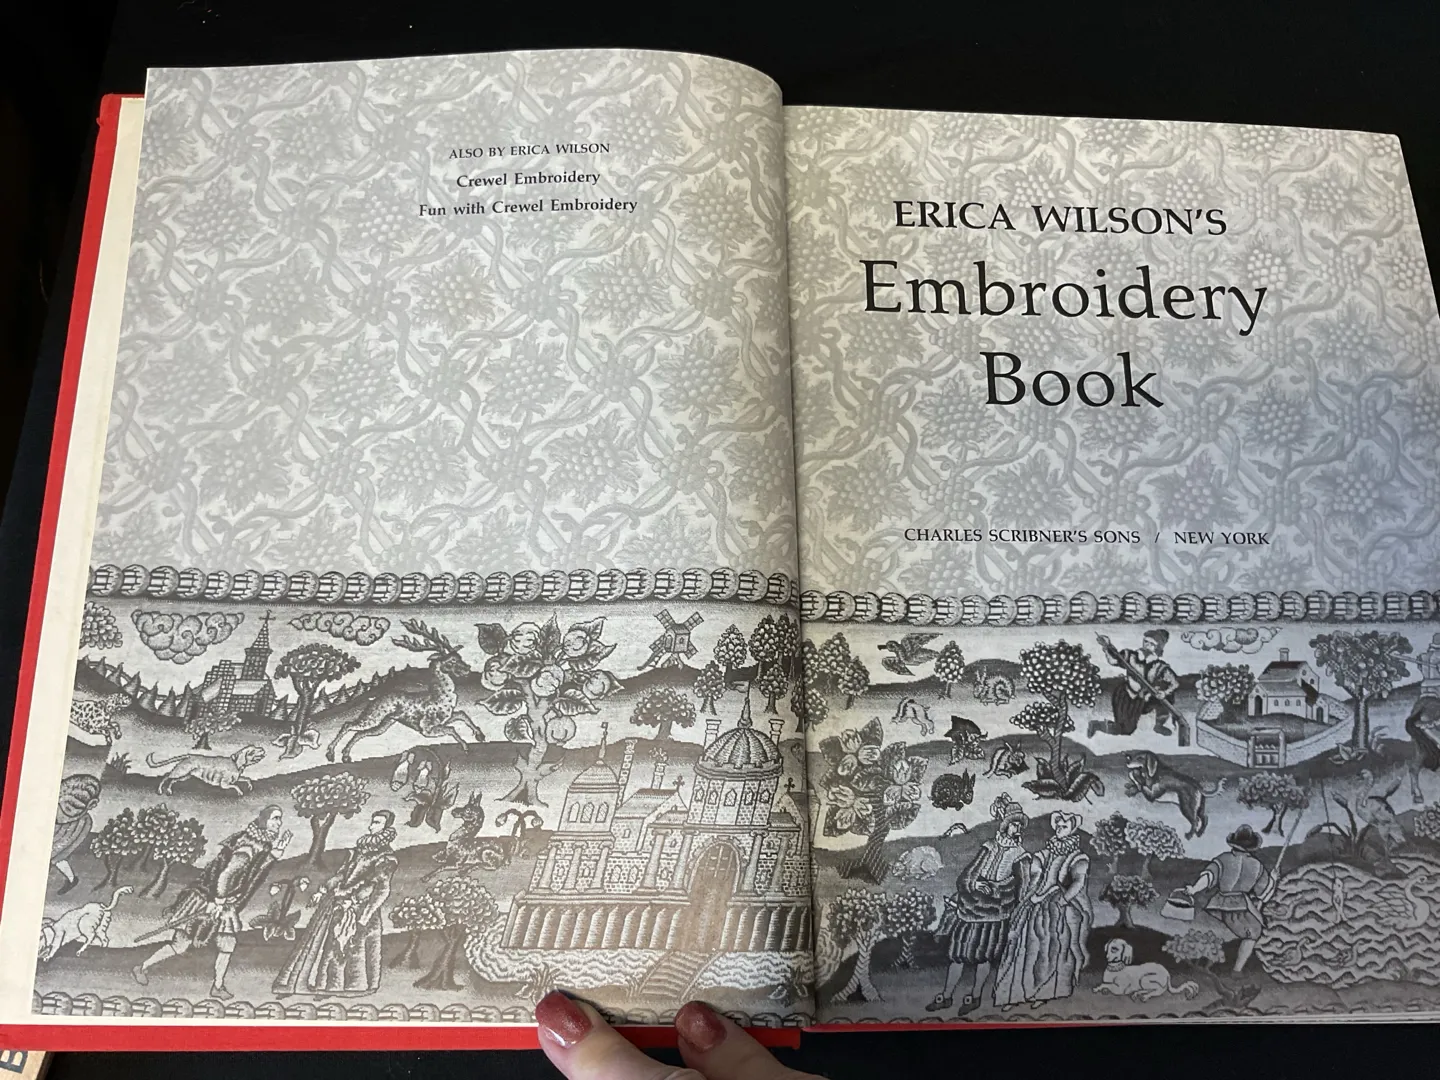 ALSO BY ERICA WILSON
Crewel Embroidery
Fun with Crewel Embroidery
ERICA WILSON'S
Embroidery
Book
CHARLES SCRIBNER'S SONS / NEW YORK
B